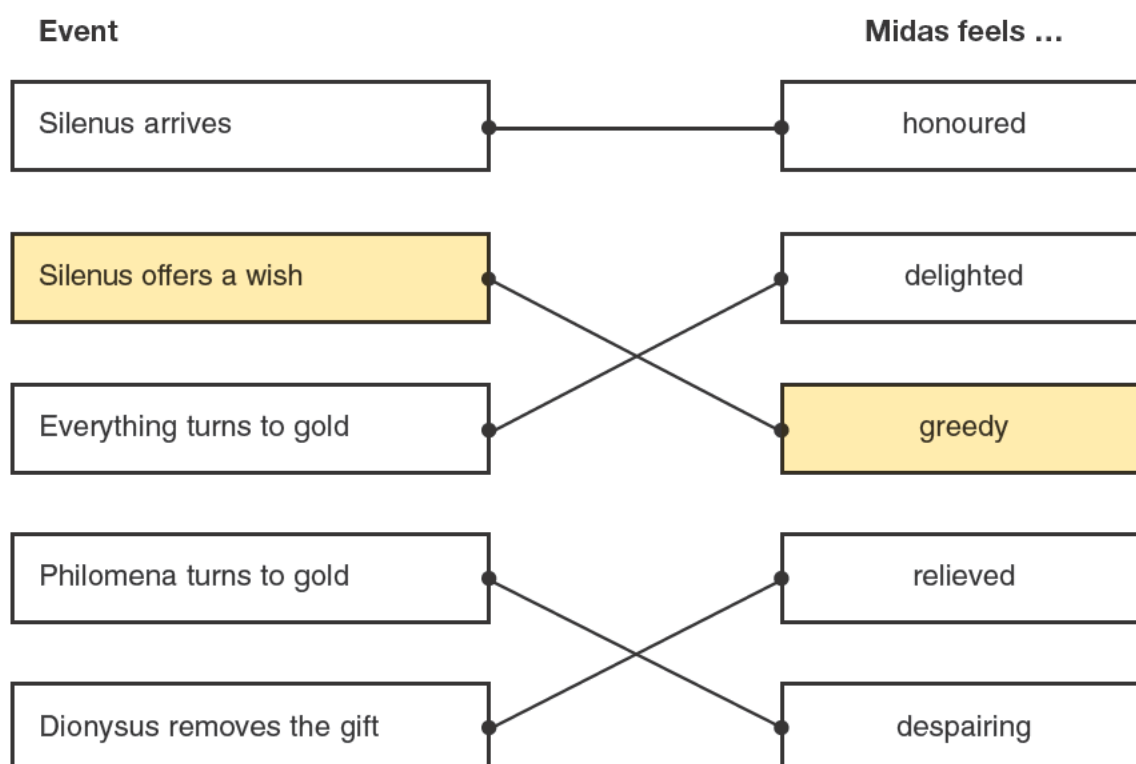 Event
Midas feels ...
Silenus arrives
honoured
Silenus offers a wish
delighted
Everything turns to gold
greedy
Philomena turns to gold
relieved
Dionysus removes the gift
despairing